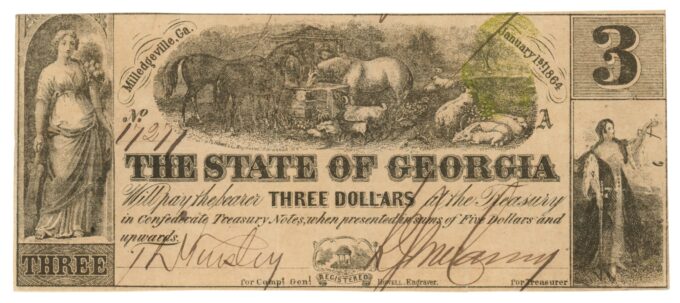 Milledgeville, Ga.
January 1st, 1864
3
No
A
THE STATE OF GEORGIA
Will pay the bearer THREE DOLLARS at the Treasury
in Confederate Treasury Notes, when presented in sums of Five Dollars and
upwards.
THREE
REGISTERED
for Compt. Genl. HOWELL, Engraver. for Treasurer